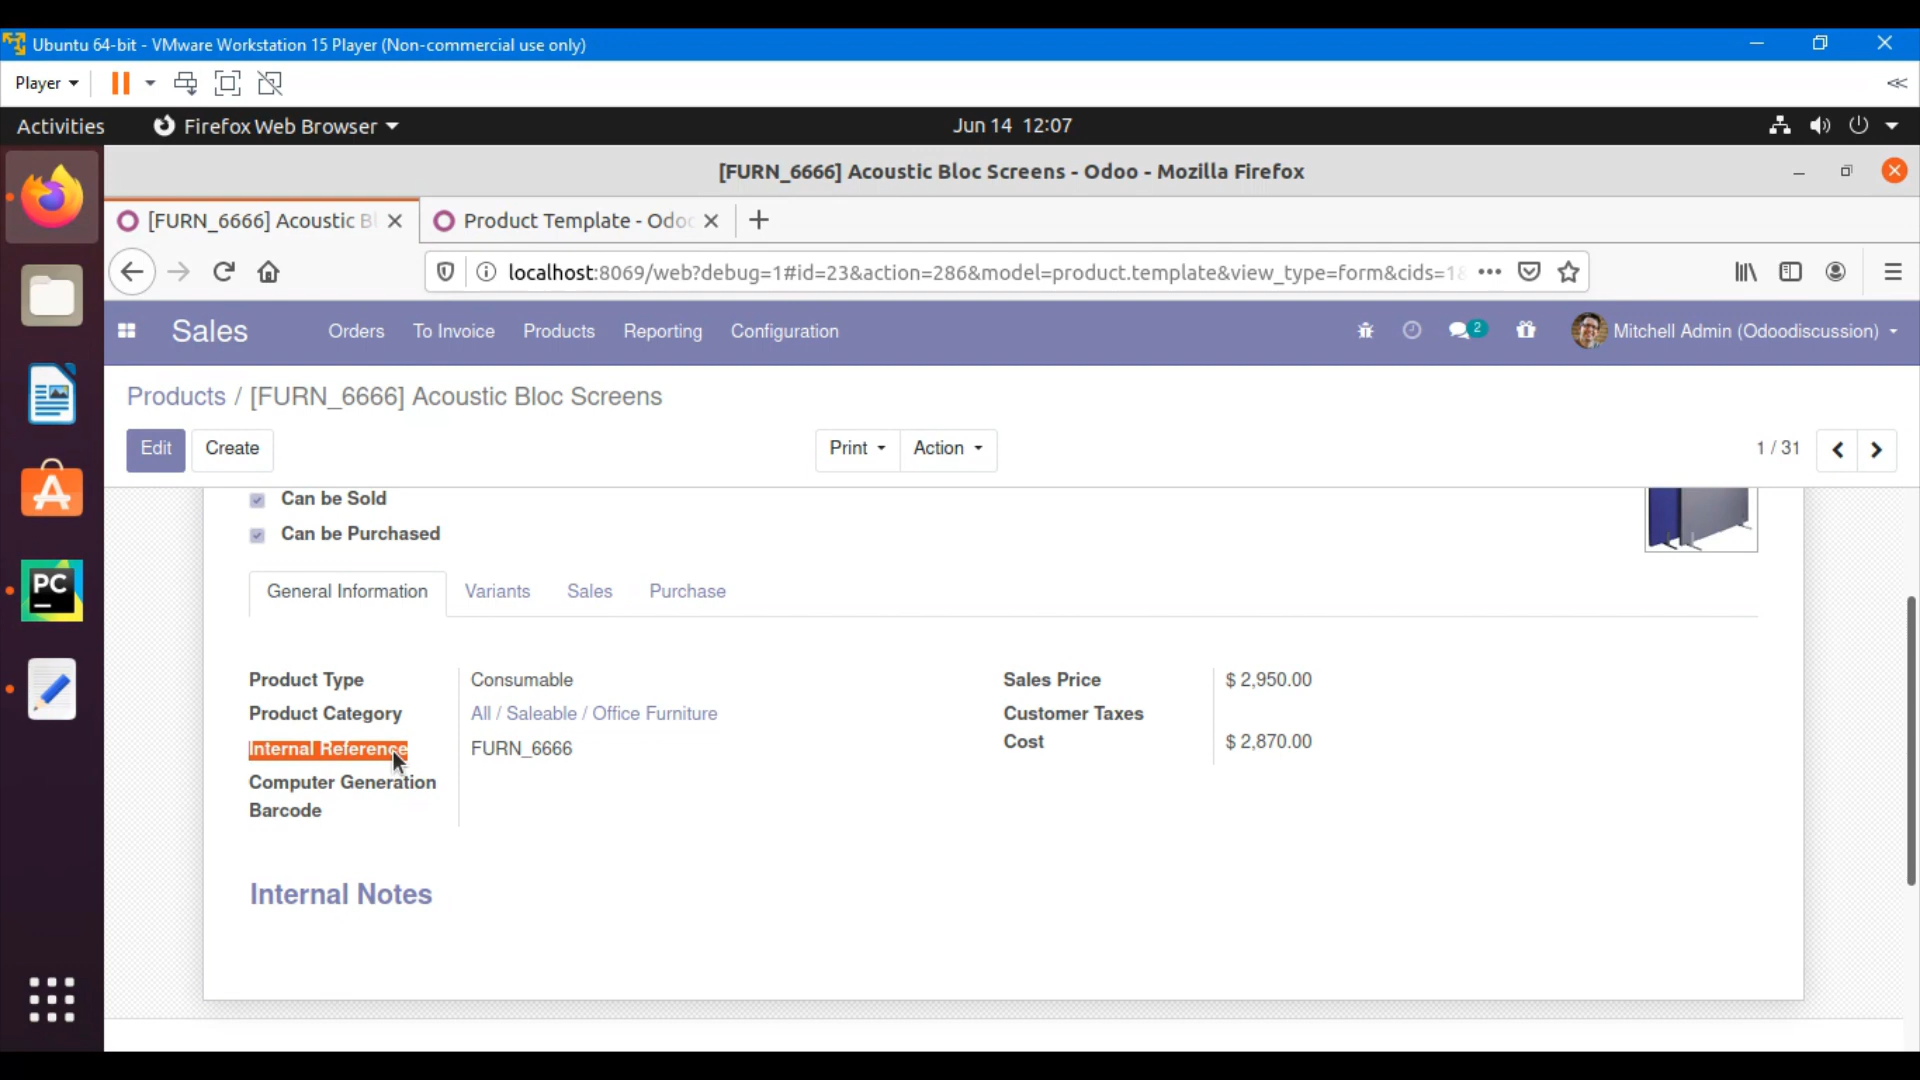 Ubuntu 64-bit - VMware Workstation 15 Player (Non-commercial use only)
Player
Activities
Firefox Web Browser
Jun 14 12:07
[FURN_6666] Acoustic Bloc Screens - Odoo - Mozilla Firefox
[FURN_6666] Acoustic Bl
Product Template - Odoo
localhost:8069/web?debug=1#id=23&action=286&model=product.template&view_type=form&cids=1
Sales
Orders
To Invoice
Products
Reporting
Configuration
2
Mitchell Admin (Odoodiscussion)
Products / [FURN_6666] Acoustic Bloc Screens
Edit
Create
Print
Action
1 / 31
Can be Sold
Can be Purchased
General Information
Variants
Sales
Purchase
Product Type
Consumable
Sales Price
$ 2,950.00
Product Category
All / Saleable / Office Furniture
Customer Taxes
Internal Reference
FURN_6666
Cost
$ 2,870.00
Computer Generation
Barcode
Internal Notes
PC